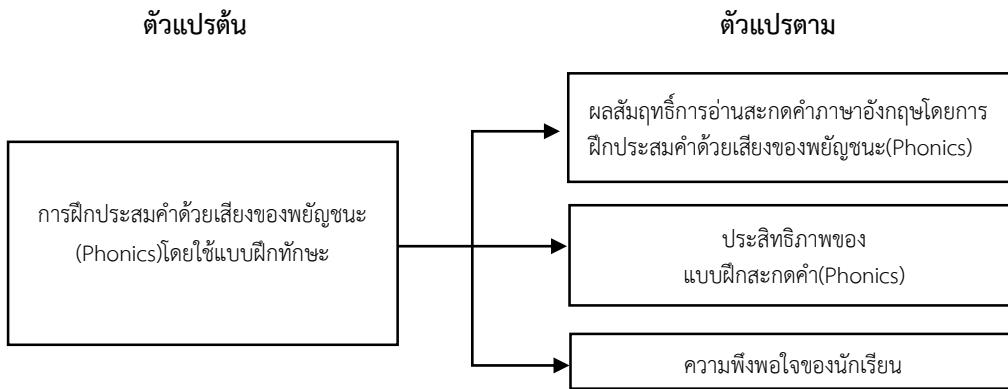 ตัวแปรต้น
ตัวแปรตาม
การฝึกประสมคำด้วยเสียงของพยัญชนะ
(Phonics)โดยใช้แบบฝึกทักษะ
ผลสัมฤทธิ์การอ่านสะกดคำภาษาอังกฤษโดยการ
ฝึกประสมคำด้วยเสียงของพยัญชนะ(Phonics)
ประสิทธิภาพของ
แบบฝึกสะกดคำ(Phonics)
ความพึงพอใจของนักเรียน